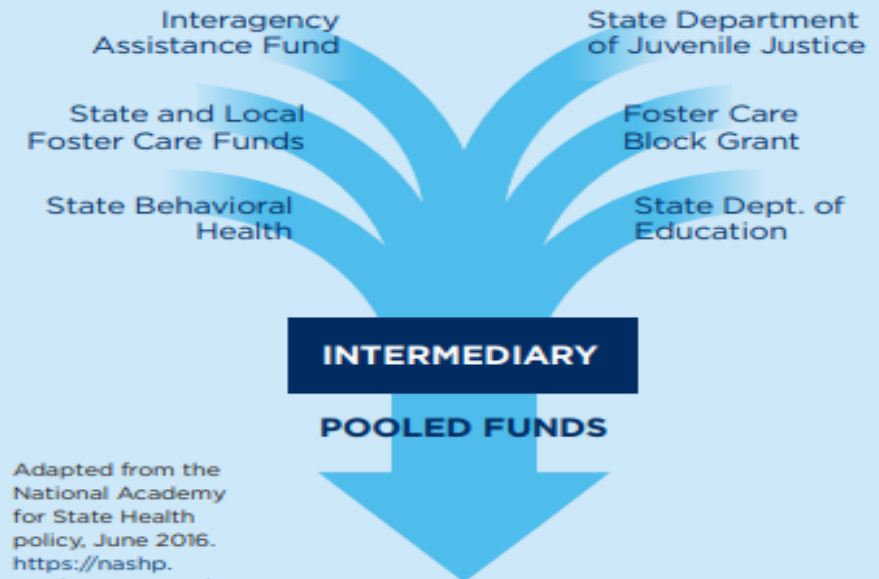 Interagency
Assistance Fund
State Department
of Juvenile Justice
State and Local
Foster Care Funds
Foster Care
Block Grant
State Behavioral
Health
State Dept. of
Education
INTERMEDIARY
POOLED FUNDS
Adapted from the
National Academy
for State Health
policy, June 2016.
https://nashp.